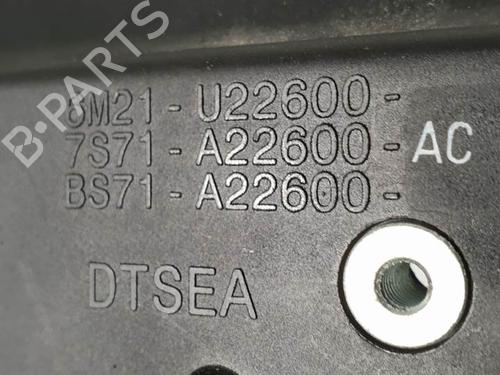 B-PARTS
6M21-U22600-
7S71-A22600-AC
BS71-A22600-
DTSEA